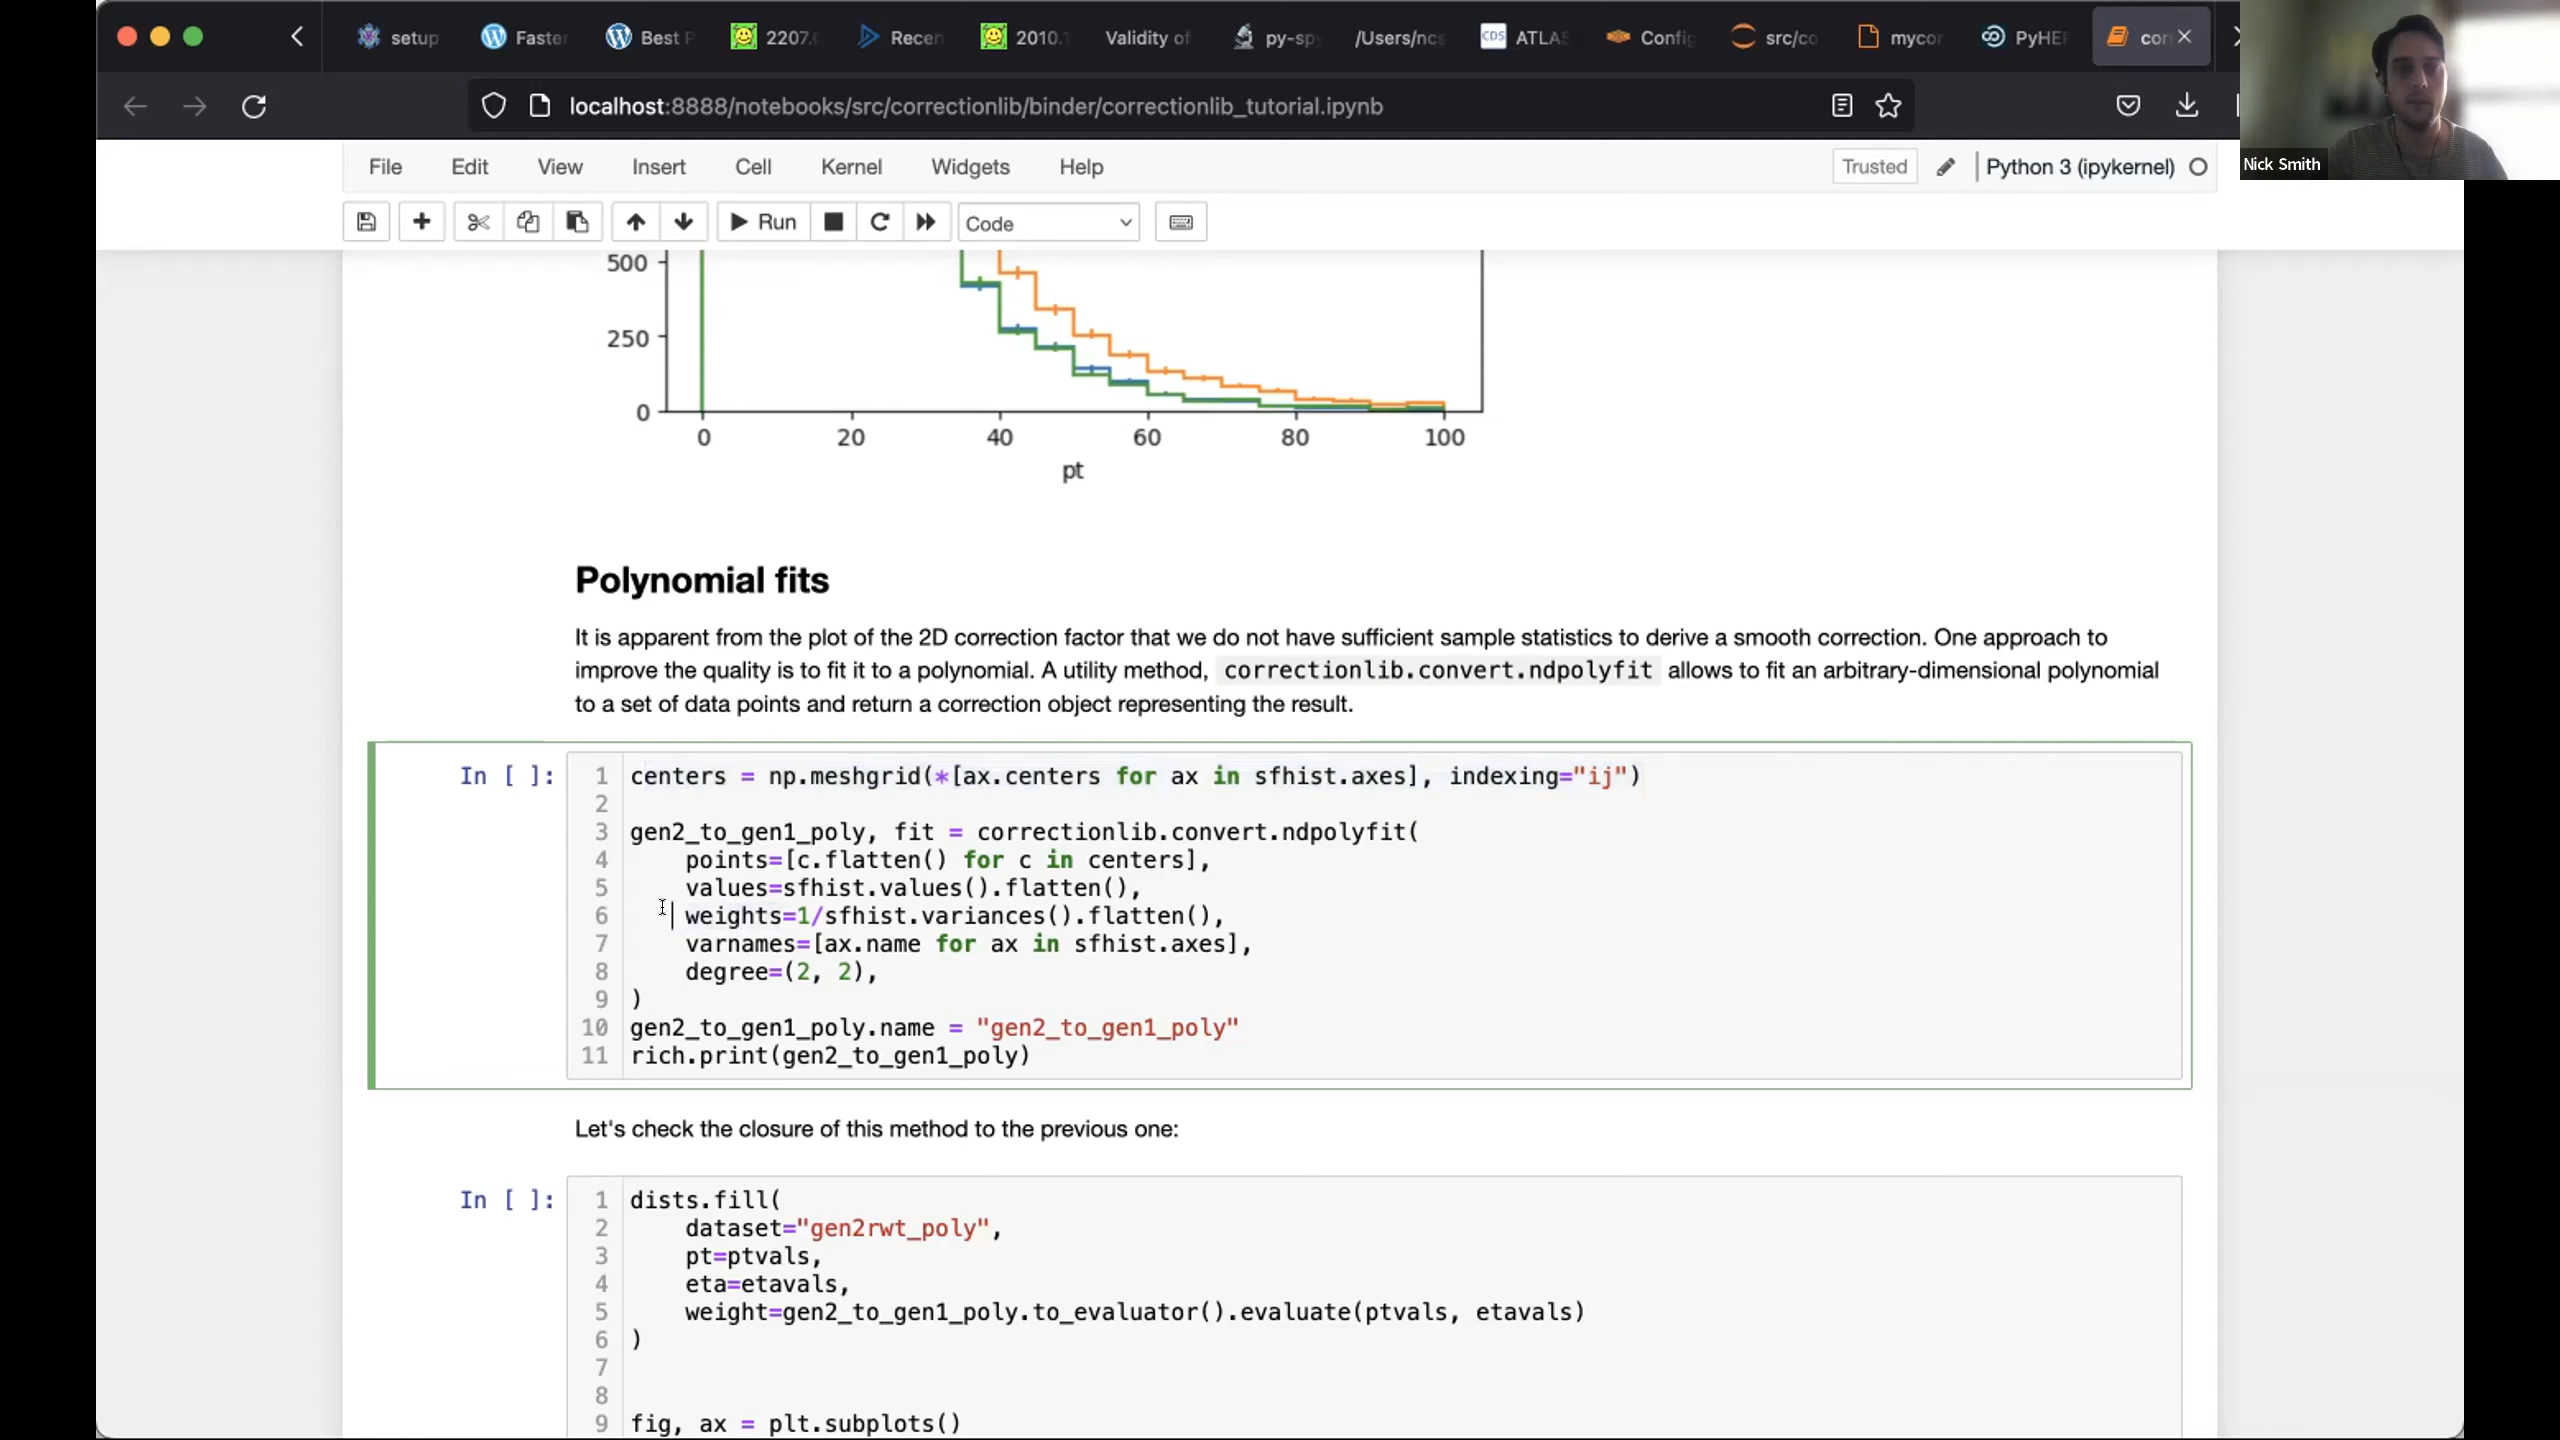 setup
Faster
Best P
2207.
Recen
2010.
Validity of
py-sp
/Users/ncs
CDS
ATLAS
Config
src/co
mycor
PyHEP
cor
localhost:8888/notebooks/src/correctionlib/binder/correctionlib_tutorial.ipynb
Nick Smith
File Edit View Insert Cell Kernel Widgets Help
Trusted
Python 3 (ipykernel)
Run
Code
500
250
0
0 20 40 60 80 100
pt
Polynomial fits
It is apparent from the plot of the 2D correction factor that we do not have sufficient sample statistics to derive a smooth correction. One approach to
improve the quality is to fit it to a polynomial. A utility method, correctionlib.convert.ndpolyfit allows to fit an arbitrary-dimensional polynomial
to a set of data points and return a correction object representing the result.
In [ ]:
1 centers = np.meshgrid(*[ax.centers for ax in sfhist.axes], indexing="ij")
2
3 gen2_to_gen1_poly, fit = correctionlib.convert.ndpolyfit(
4 points=[c.flatten() for c in centers],
5 values=sfhist.values().flatten(),
6 weights=1/sfhist.variances().flatten(),
7 varnames=[ax.name for ax in sfhist.axes],
8 degree=(2, 2),
9 )
10 gen2_to_gen1_poly.name = "gen2_to_gen1_poly"
11 rich.print(gen2_to_gen1_poly)
Let's check the closure of this method to the previous one:
In [ ]:
1 dists.fill(
2 dataset="gen2rwt_poly",
3 pt=ptvals,
4 eta=etavals,
5 weight=gen2_to_gen1_poly.to_evaluator().evaluate(ptvals, etavals)
6 )
7
8
9 fig, ax = plt.subplots()